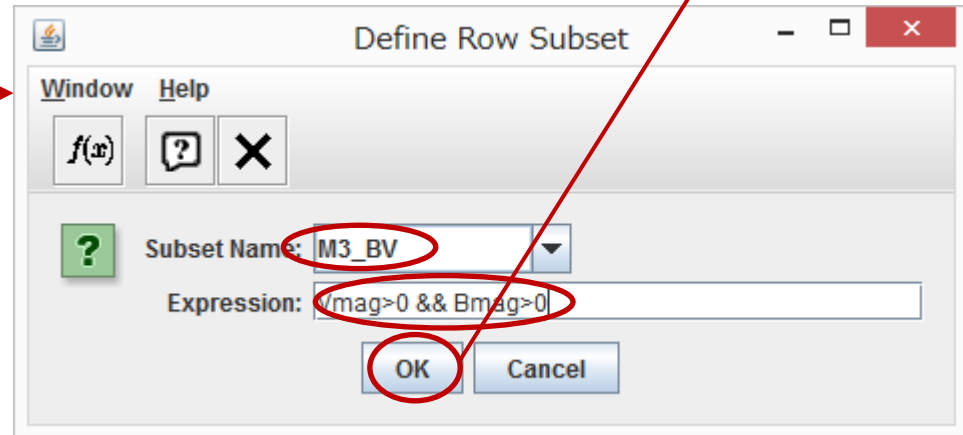 Define Row Subset
Window Help
f(x)
Subset Name: M3_BV
Expression: Vmag>0 && Bmag>0
OK Cancel